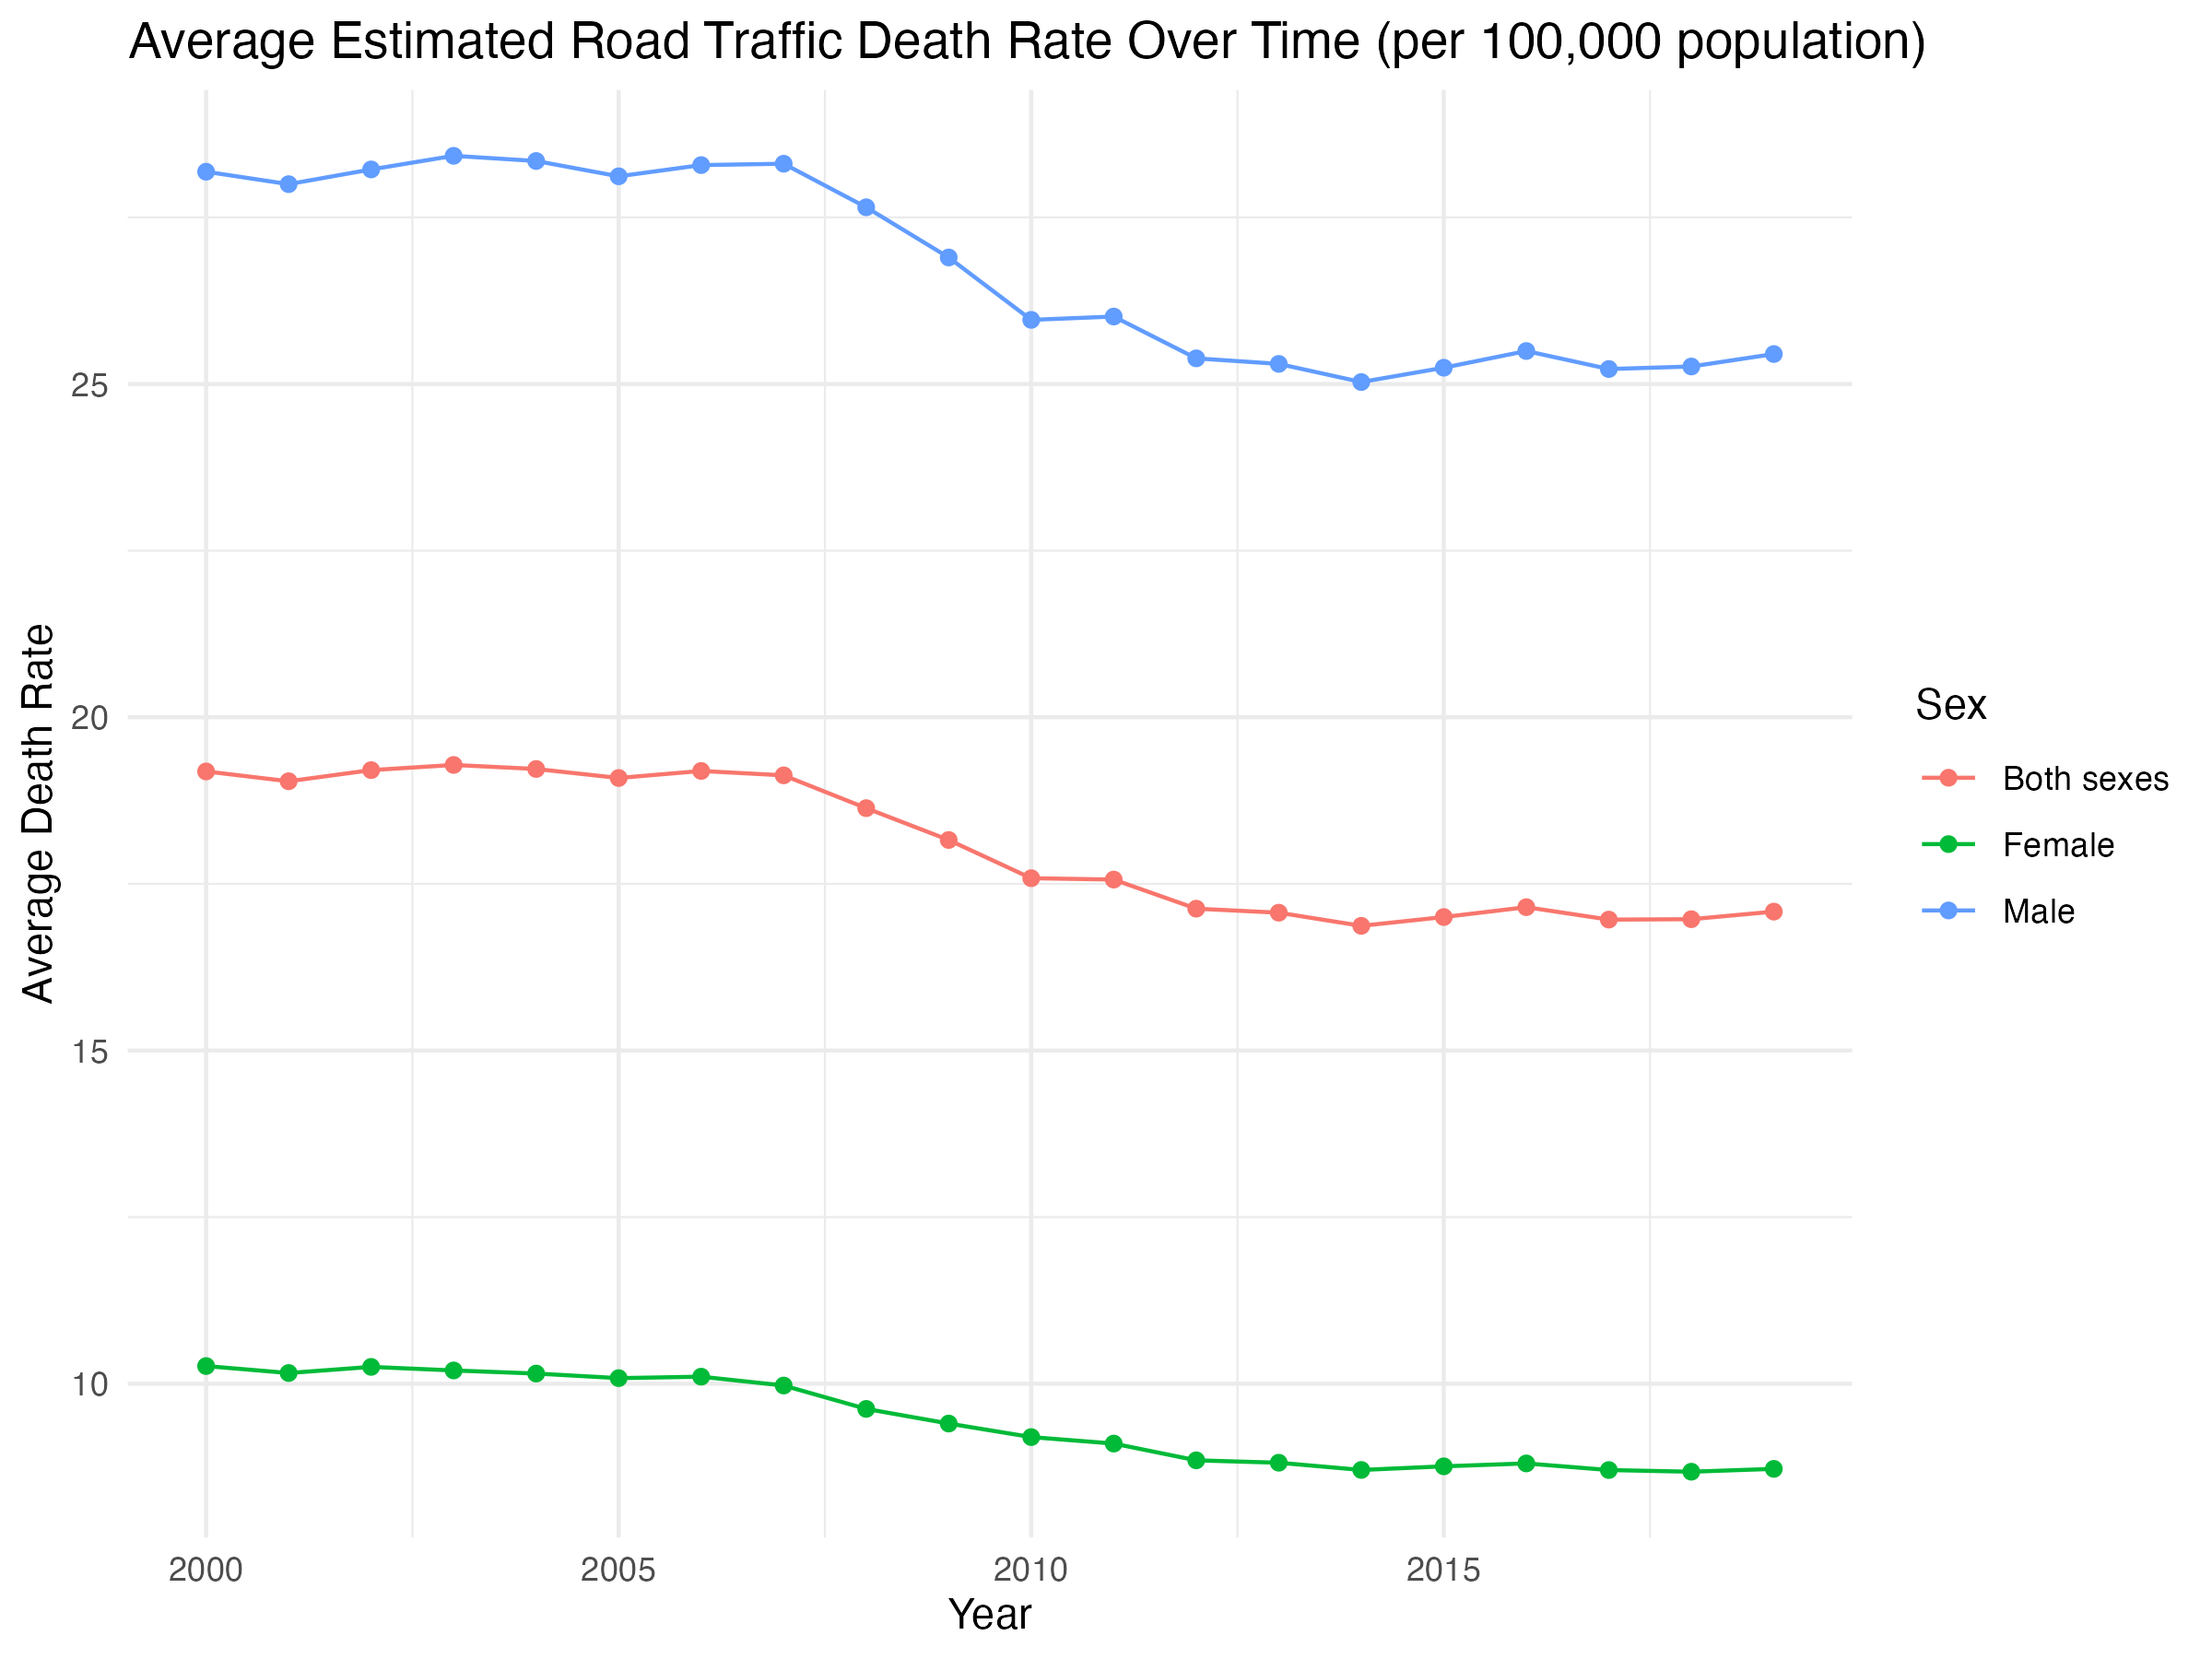 Average Estimated Road Traffic Death Rate Over Time (per 100,000 population)
Average Death Rate
25
20
15
10
2000 2005 2010 2015
Year
Sex
Both sexes
Female
Male